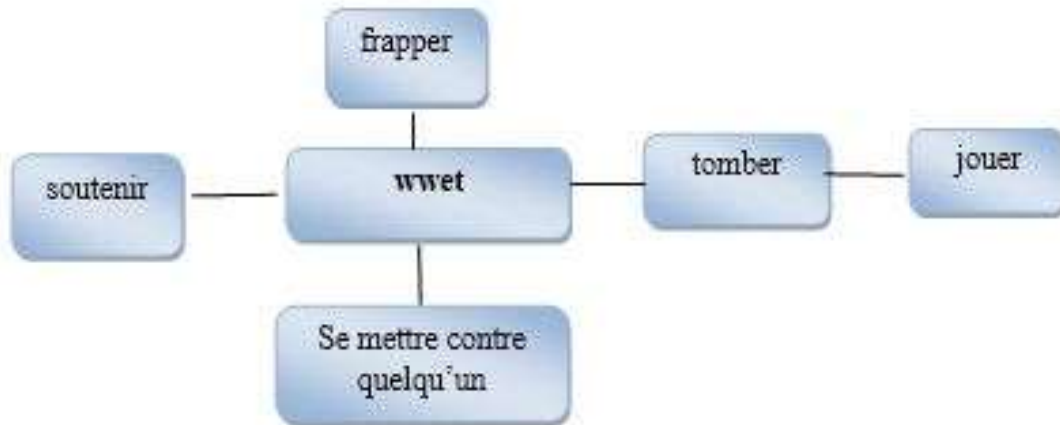 frapper
soutenir
wwet
tomber
jouer
Se mettre contre
quelqu’un